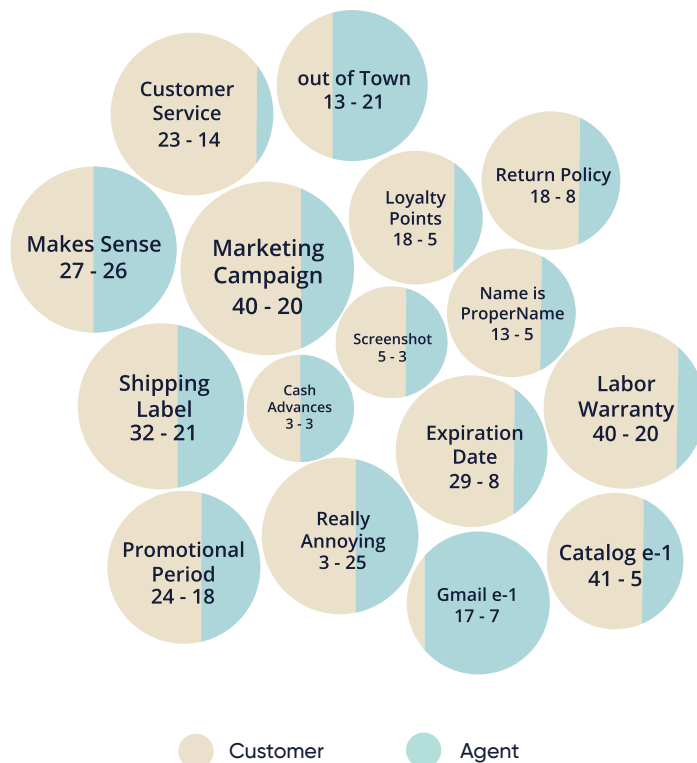 Customer
Service
23 - 14
out of Town
13 - 21
Return Policy
18 - 8
Loyalty
Points
18 - 5
Makes Sense
27 - 26
Marketing
Campaign
40 - 20
Name is
ProperName
13 - 5
Screenshot
5 - 3
Shipping
Label
32 - 21
Cash
Advances
3 - 3
Labor
Warranty
40 - 20
Expiration
Date
29 - 8
Really
Annoying
3 - 25
Promotional
Period
24 - 18
Catalog e-1
41 - 5
Gmail e-1
17 - 7
Customer
Agent